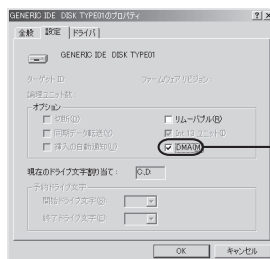 GENERIC IDE DISK TYPE01のプロパティ
全般 設定 ドライバ
GENERIC IDE DISK TYPE01
ターゲット ID: ファームウェア リビジョン:
論理ユニット数:
オプション
切断(D) リムーバブル(R)
同期データ転送(Y) Int 13 ユニット(I)
挿入の自動通知(U) DMA(M)
現在のドライブ文字割り当て: C,D
予約ドライブ文字
開始ドライブ文字(S)
終了ドライブ文字(E)
OK キャンセル